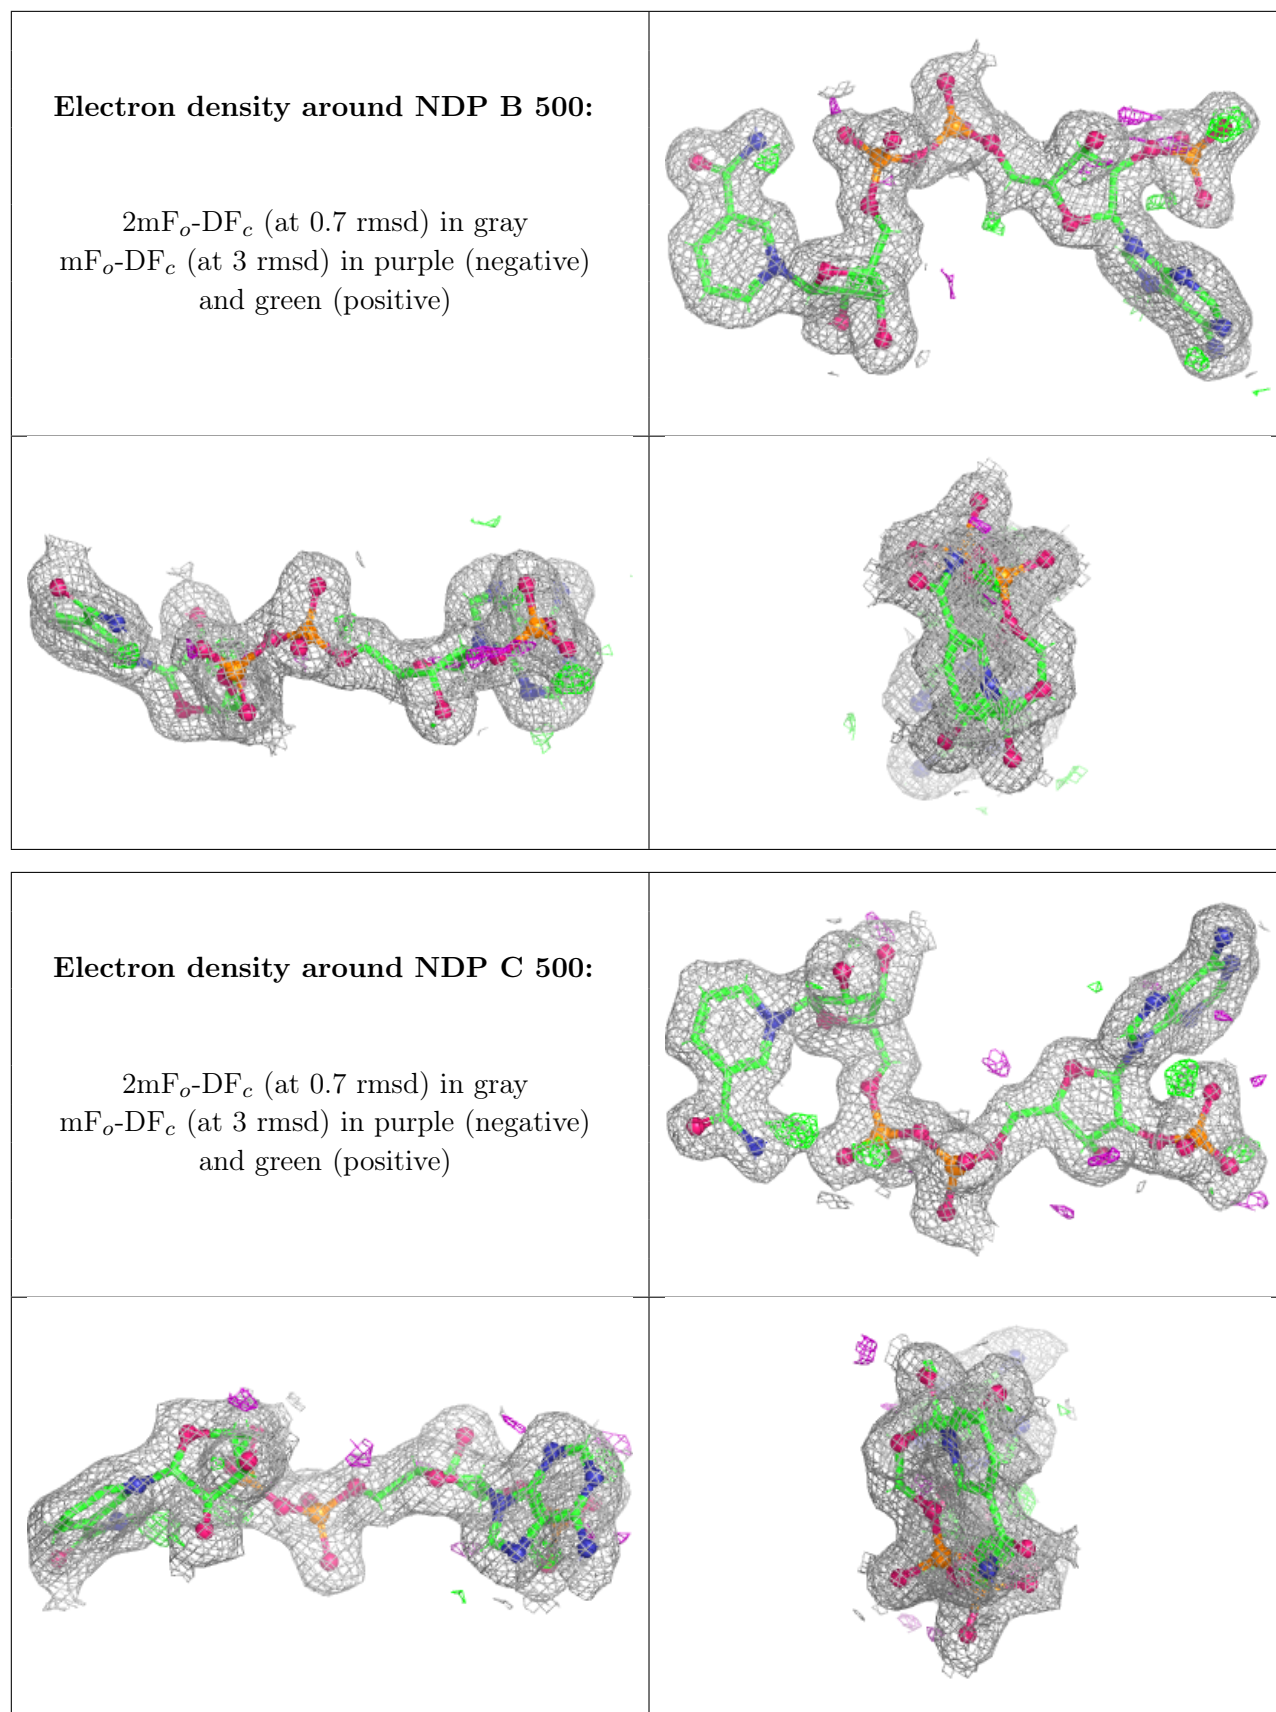 Electron density around NDP B 500:
2mFo-DFc (at 0.7 rmsd) in gray
mFo-DFc (at 3 rmsd) in purple (negative)
and green (positive)
Electron density around NDP C 500:
2mFo-DFc (at 0.7 rmsd) in gray
mFo-DFc (at 3 rmsd) in purple (negative)
and green (positive)